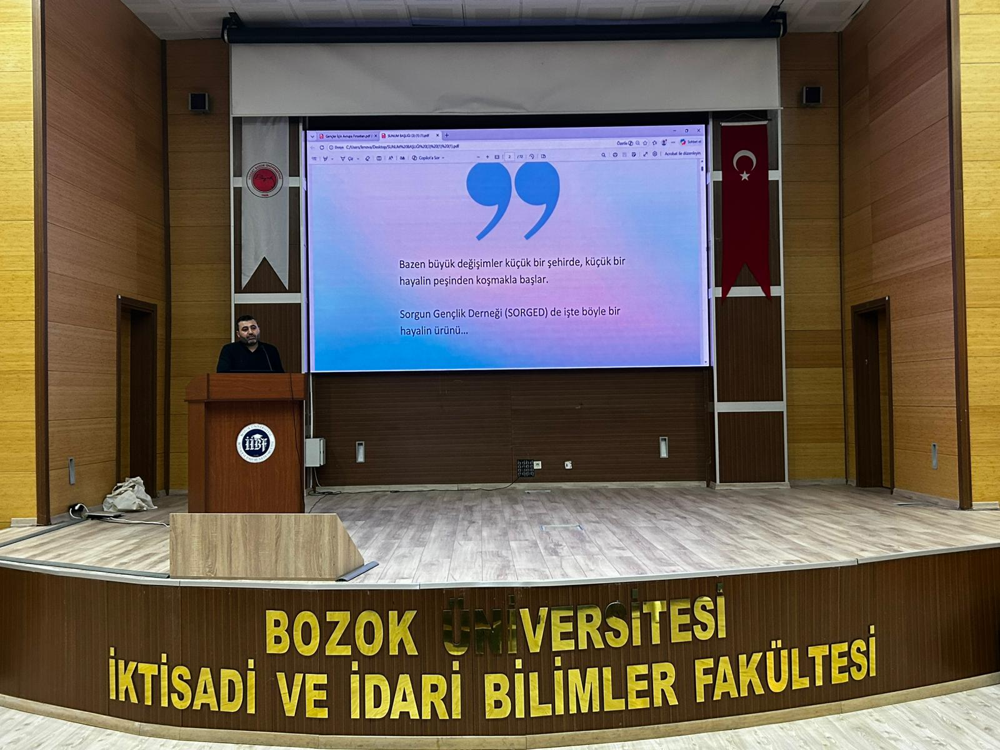 Gençler İçin Avrupa Fırsatları.pdf
SUNUM BAŞLIĞI (3) (1) (1).pdf
Dosya C:/Users/lenova/Desktop/SUNUM%20BAŞLIĞI%20(3)%20(1)%20(1).pdf
Özetle
Sohbet et
Çiz
Copilot'a Sor
2 /72
Acrobat ile düzenleyin
Bazen büyük değişimler küçük bir şehirde, küçük bir
hayalin peşinden koşmakla başlar.
Sorgun Gençlik Derneği (SORGED) de işte böyle bir
hayalin ürünü...
İİBF
BOZOK ÜNİVERSİTESİ
İKTİSADİ VE İDARİ BİLİMLER FAKÜLTESİ